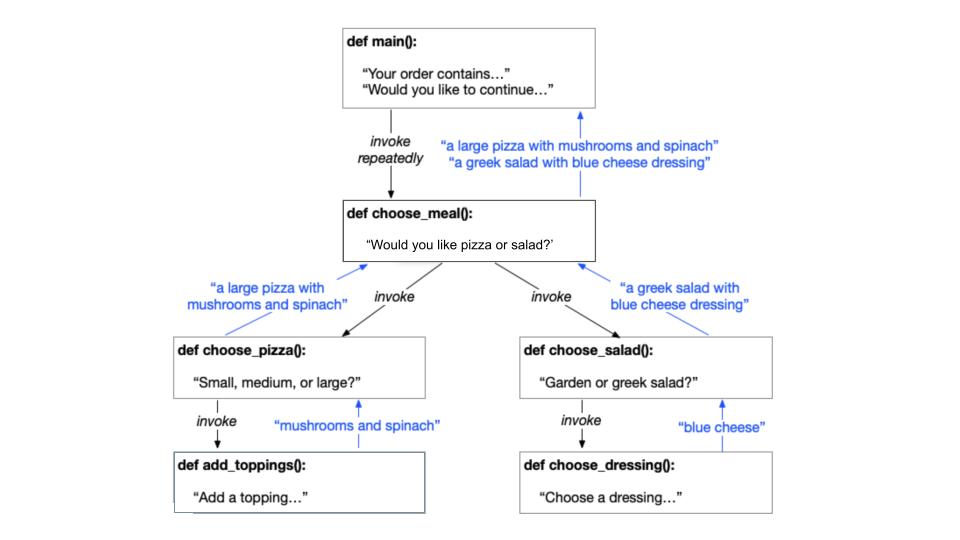 def main():
“Your order contains…”
“Would you like to continue…”
invoke
repeatedly
“a large pizza with mushrooms and spinach”
“a greek salad with blue cheese dressing”
def choose_meal():
“Would you like pizza or salad?’
“a large pizza with
mushrooms and spinach”
invoke
invoke
“a greek salad with
blue cheese dressing”
def choose_pizza():
“Small, medium, or large?”
def choose_salad():
“Garden or greek salad?”
invoke
“mushrooms and spinach”
invoke
“blue cheese”
def add_toppings():
“Add a topping…”
def choose_dressing():
“Choose a dressing…”